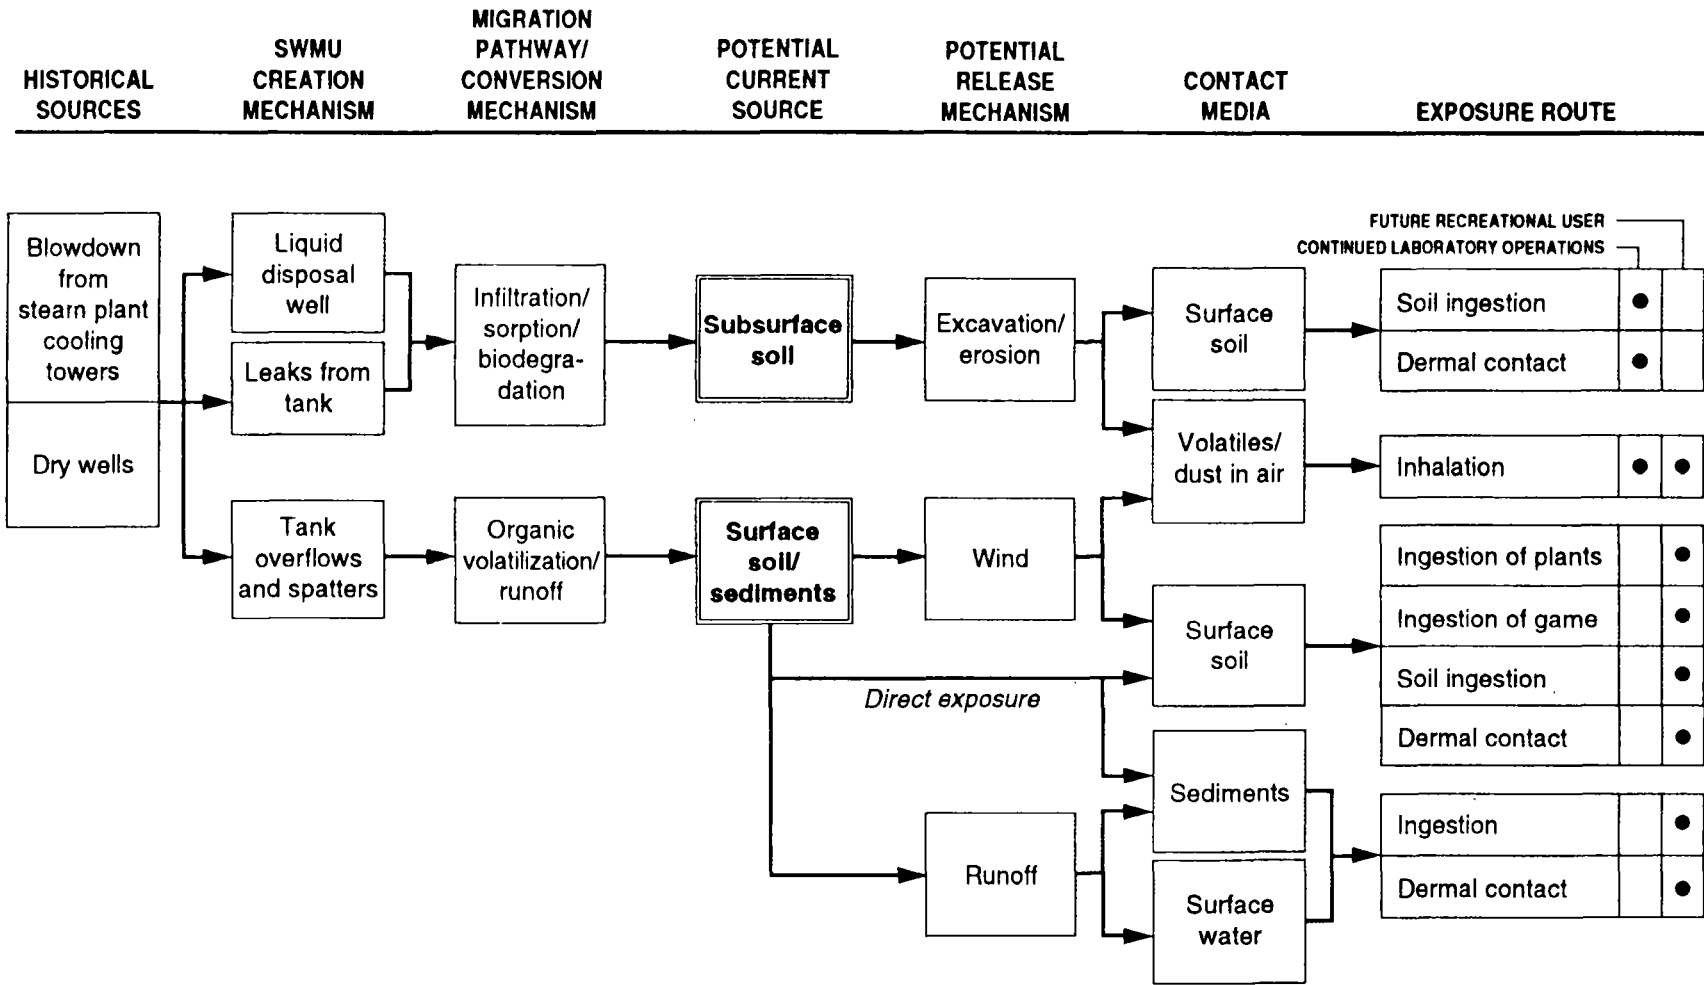 HISTORICAL
SOURCES
SWMU
CREATION
MECHANISM
MIGRATION
PATHWAY/
CONVERSION
MECHANISM
POTENTIAL
CURRENT
SOURCE
POTENTIAL
RELEASE
MECHANISM
CONTACT
MEDIA
EXPOSURE ROUTE
Blowdown
from
steam plant
cooling
towers
Dry wells
Liquid
disposal
well
Leaks from
tank
Tank
overflows
and spatters
Infiltration/
sorption/
biodegra-
dation
Organic
volatilization/
runoff
Subsurface
soil
Surface
soil/
sediments
Direct exposure
Excavation/
erosion
Wind
Runoff
Surface
soil
Volatiles/
dust in air
Surface
soil
Sediments
Surface
water
FUTURE RECREATIONAL USER
CONTINUED LABORATORY OPERATIONS
Soil ingestion
Dermal contact
Inhalation
Ingestion of plants
Ingestion of game
Soil ingestion
Dermal contact
Ingestion
Dermal contact